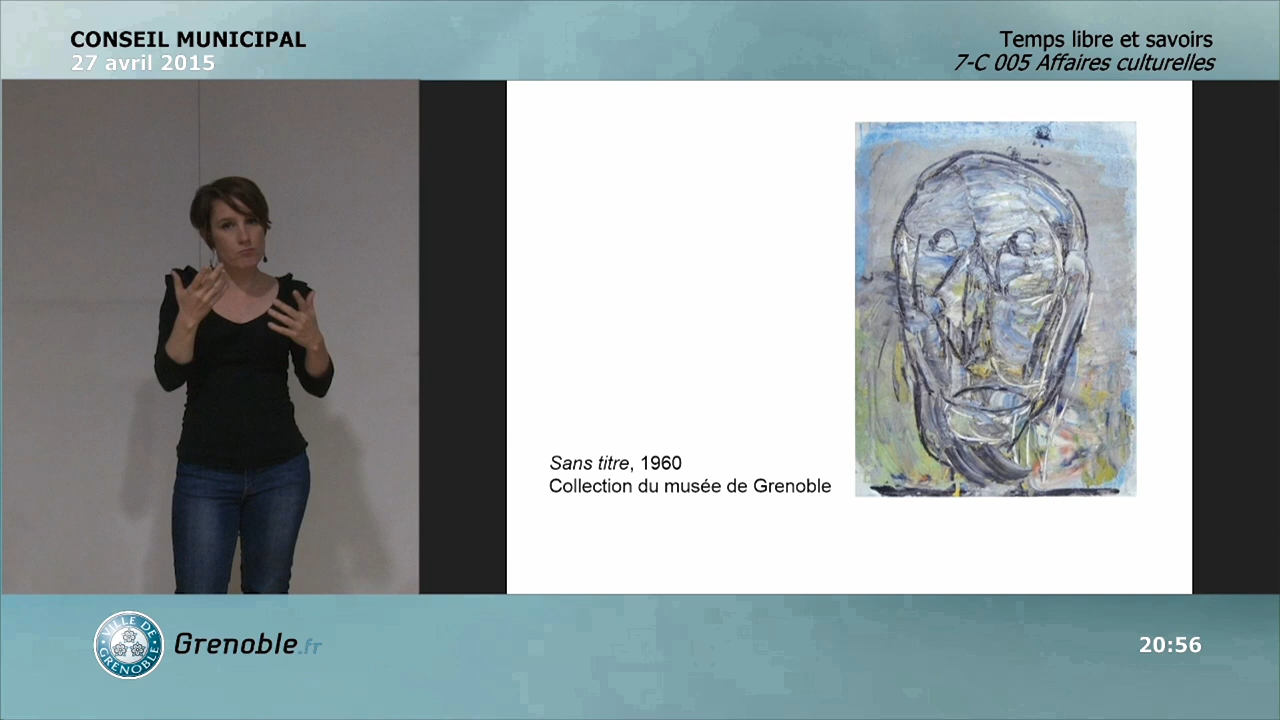 CONSEIL MUNICIPAL
27 avril 2015
Temps libre et savoirs
7-C 005 Affaires culturelles
Sans titre, 1960
Collection du musée de Grenoble
VILLE DE GRENOBLE
Grenoble.fr
20:56